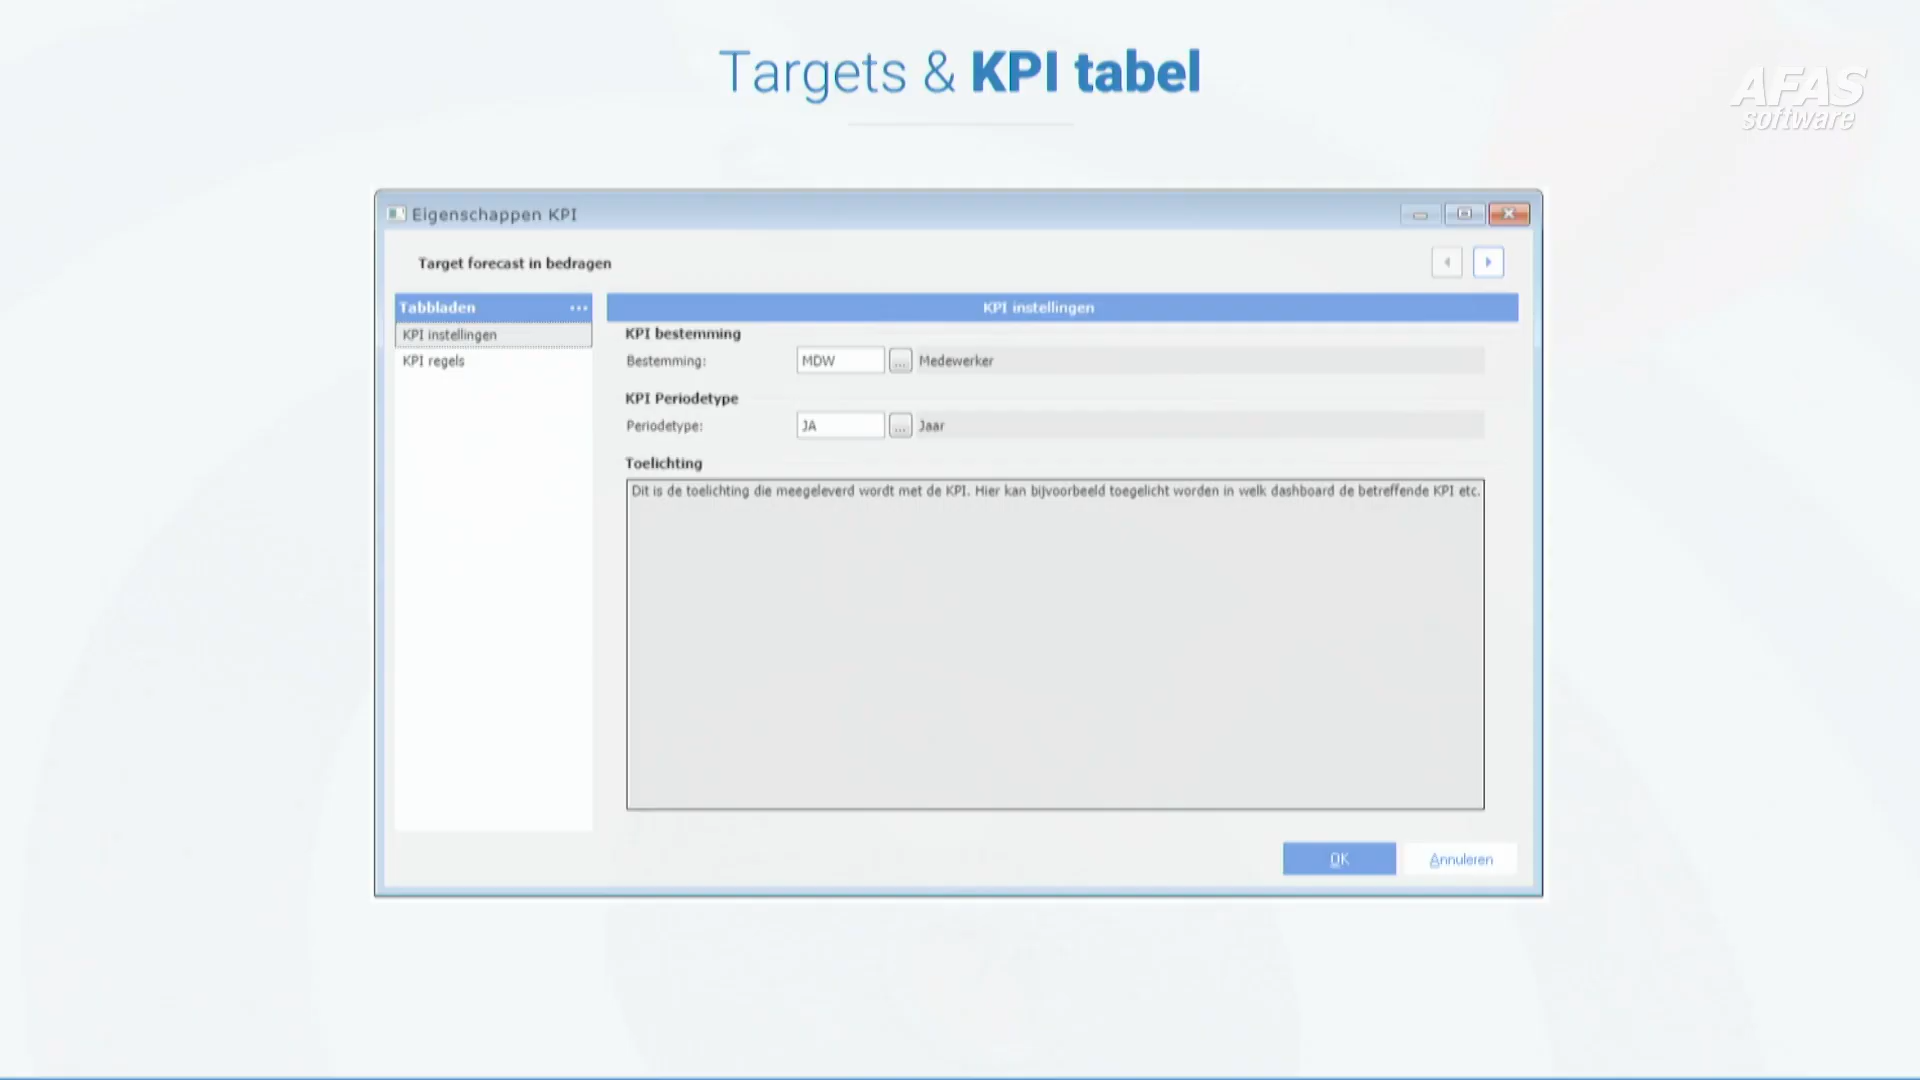 Targets & KPI tabel
AFAS
software
Eigenschappen KPI
Target forecast in bedragen
Tabbladen ...
KPI instellingen
KPI regels
KPI instellingen
KPI bestemming
Bestemming: MDW ... Medewerker
KPI Periodetype
Periodetype: JA ... Jaar
Toelichting
Dit is de toelichting die meegeleverd wordt met de KPI. Hier kan bijvoorbeeld toegelicht worden in welk dashboard de betreffende KPI etc.
OK Annuleren